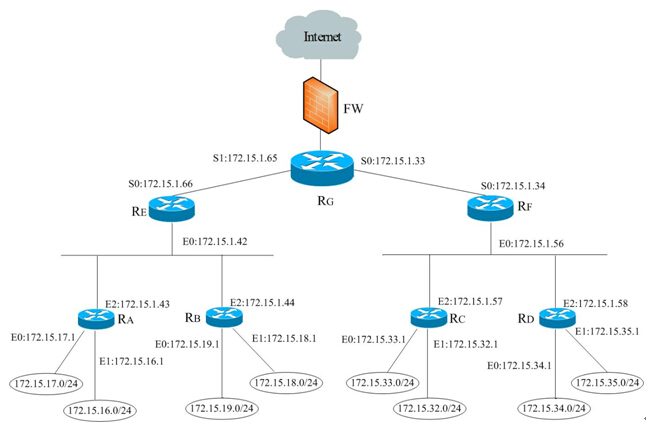 Internet
FW
S1:172.15.1.65
S0:172.15.1.33
RG
S0:172.15.1.66
S0:172.15.1.34
RE
RF
E0:172.15.1.42
E0:172.15.1.56
E2:172.15.1.43
E2:172.15.1.44
E2:172.15.1.57
E2:172.15.1.58
RA
RB
RC
RD
E0:172.15.17.1
E1:172.15.16.1
E0:172.15.19.1
E1:172.15.18.1
E0:172.15.33.1
E1:172.15.32.1
E0:172.15.34.1
E1:172.15.35.1
172.15.17.0/24
172.15.16.0/24
172.15.19.0/24
172.15.18.0/24
172.15.33.0/24
172.15.32.0/24
172.15.34.0/24
172.15.35.0/24